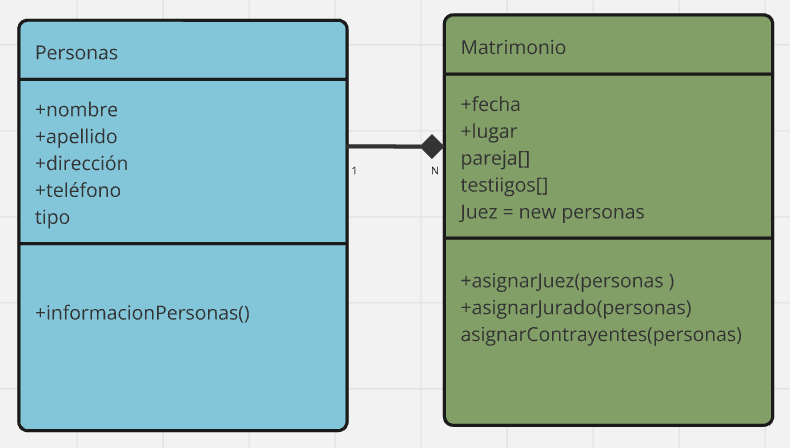 Personas
+nombre
+apellido
+dirección
+teléfono
tipo
+informacionPersonas()
1
N
Matrimonio
+fecha
+lugar
pareja[]
testiigos[]
Juez = new personas
+asignarJuez(personas )
+asignarJurado(personas)
asignarContrayentes(personas)